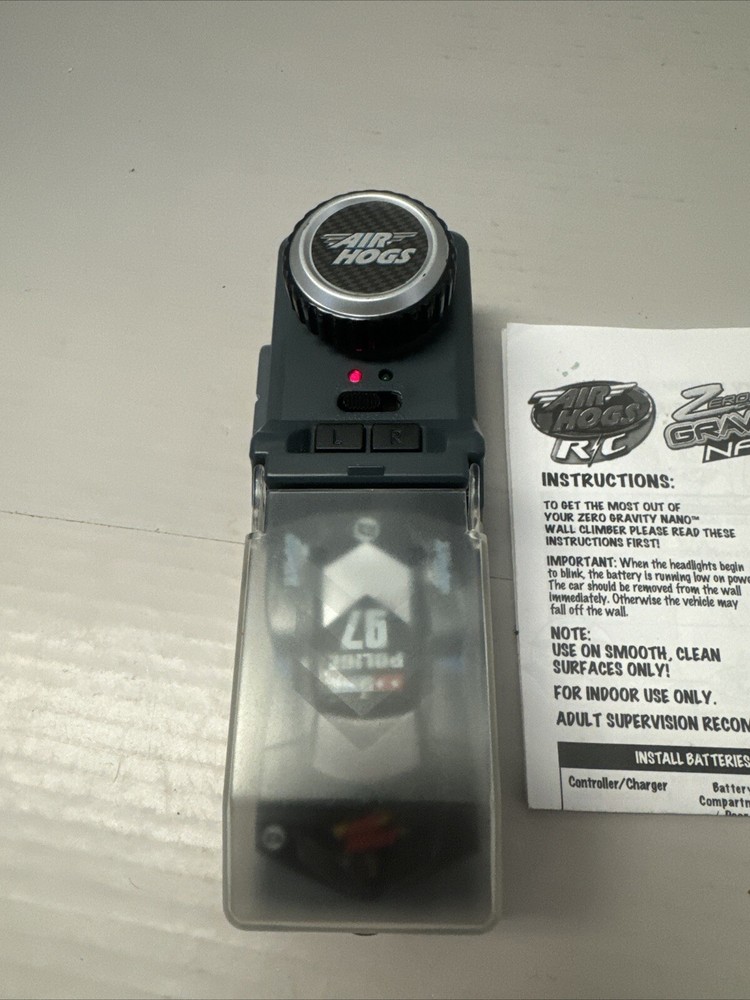 AIR
HOGS
L R
97
POLICE
AIR
HOGS
R/C
ZERO
GRAV
NA
INSTRUCTIONS:
TO GET THE MOST OUT OF
YOUR ZERO GRAVITY NANO™
WALL CLIMBER PLEASE READ THESE
INSTRUCTIONS FIRST!
IMPORTANT: When the headlights begin
to blink, the battery is running low on powe
The car should be removed from the wall
immediately. Otherwise the vehicle may
fall off the wall.
NOTE:
USE ON SMOOTH, CLEAN
SURFACES ONLY!
FOR INDOOR USE ONLY.
ADULT SUPERVISION RECOM
INSTALL BATTERIES
Controller/Charger
Battery
Compartm